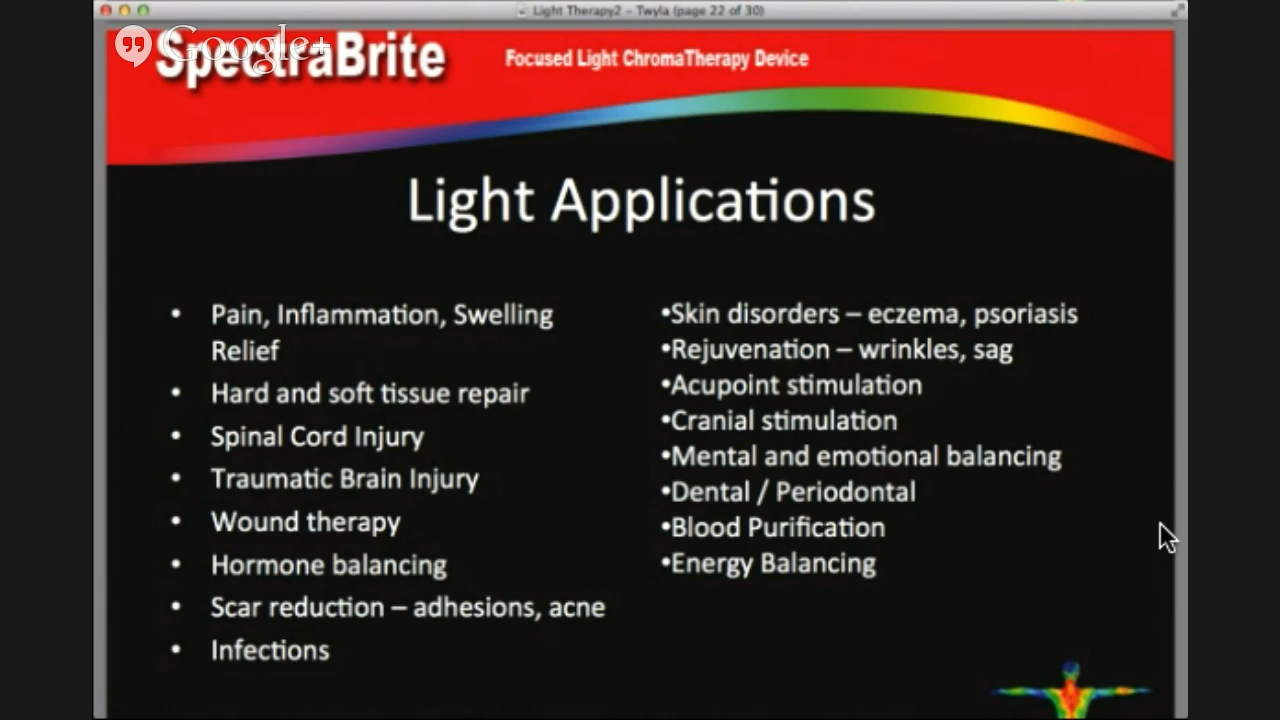 Light Therapy2 – Twyla (page 22 of 30)
Google+
SpectraBrite
Focused Light ChromaTherapy Device
Light Applications
• Pain, Inflammation, Swelling
Relief
• Hard and soft tissue repair
• Spinal Cord Injury
• Traumatic Brain Injury
• Wound therapy
• Hormone balancing
• Scar reduction – adhesions, acne
• Infections
•Skin disorders – eczema, psoriasis
•Rejuvenation – wrinkles, sag
•Acupoint stimulation
•Cranial stimulation
•Mental and emotional balancing
•Dental / Periodontal
•Blood Purification
•Energy Balancing